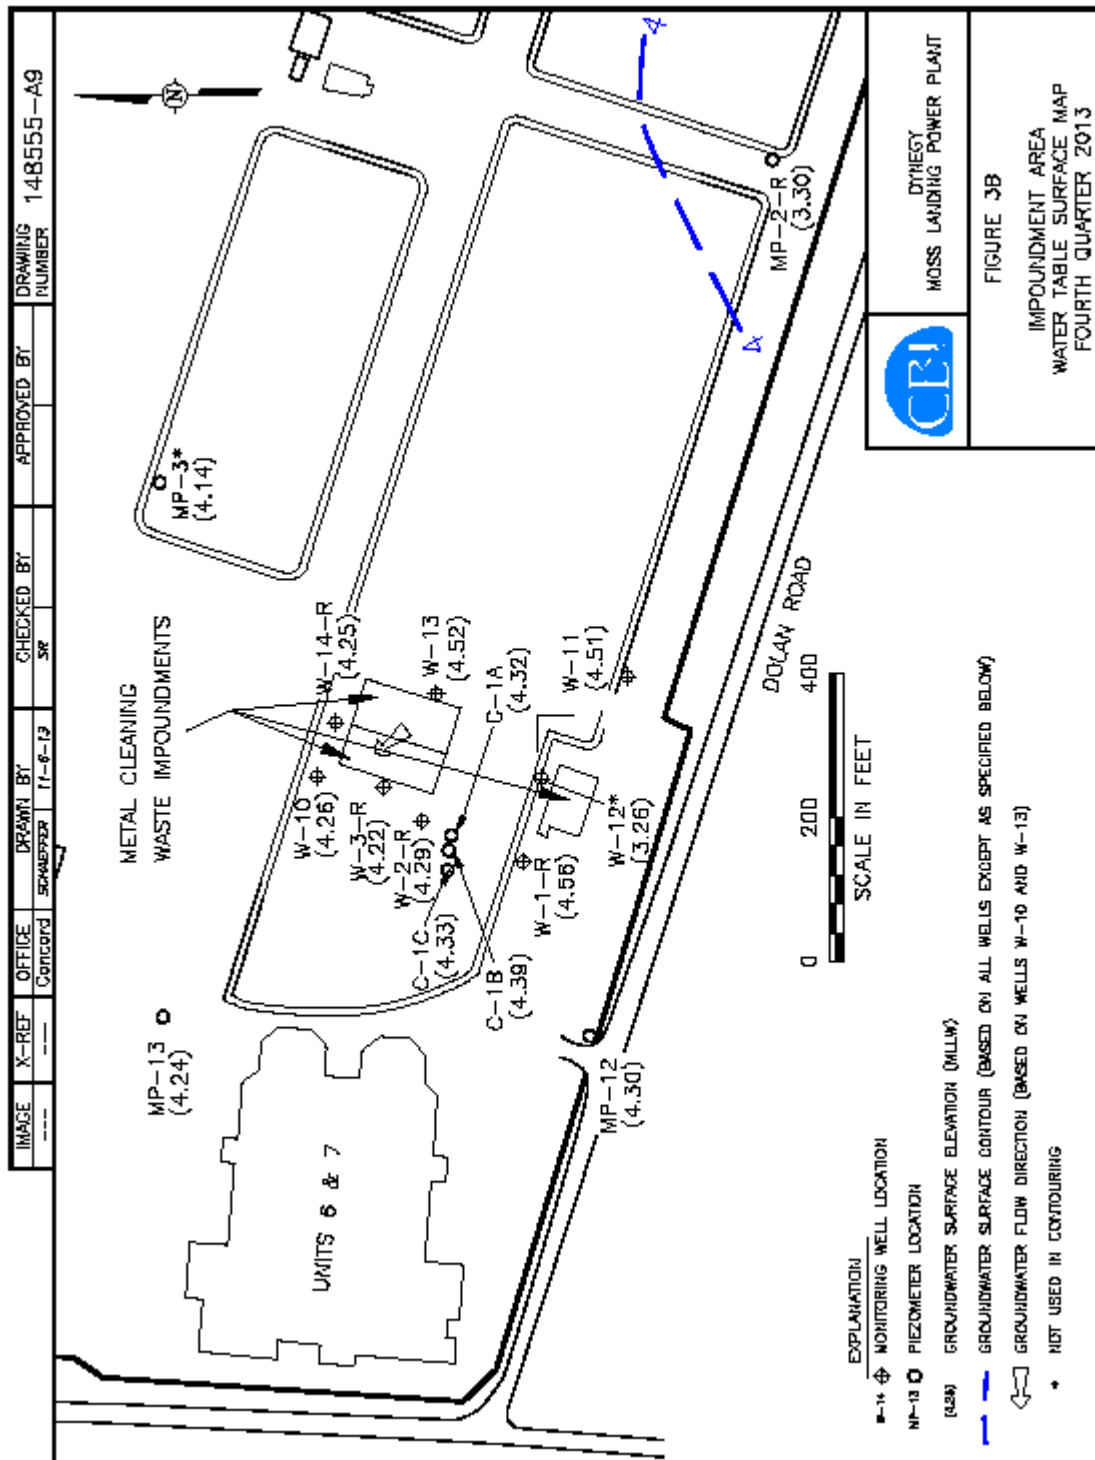 IMAGE
X-REF
OFFICE
DRAWN BY
CHECKED BY
APPROVED BY
DRAWING
NUMBER
148555-A9
---
---
Concord
SCHAEFFER
11-6-13
SR
N
METAL CLEANING
WASTE IMPOUNDMENTS
MP-13
(4.24)
MP-3*
(4.14)
W-14-R
(4.25)
W-10
(4.26)
W-3-R
(4.22)
W-2-R
(4.29)
W-13
(4.52)
C-1A
(4.32)
C-1C
(4.33)
C-1B
(4.39)
W-11
(4.51)
W-1-R
(4.56)
W-12*
(3.26)
MP-12
(4.30)
MP-2-R
(3.30)
4
4
UNITS 6 & 7
DOLAN ROAD
0
200
400
SCALE IN FEET
EXPLANATION
W-14 MONITORING WELL LOCATION
MP-13 PIEZOMETER LOCATION
GROUNDWATER SURFACE ELEVATION (MLLW)
GROUNDWATER SURFACE CONTOUR (BASED ON ALL WELLS EXCEPT AS SPECIFIED BELOW)
GROUNDWATER FLOW DIRECTION (BASED ON WELLS W-10 AND W-13)
* NOT USED IN CONTOURING
CBI
DYNEGY
MOSS LANDING POWER PLANT
FIGURE 3B
IMPOUNDMENT AREA
WATER TABLE SURFACE MAP
FOURTH QUARTER 2013